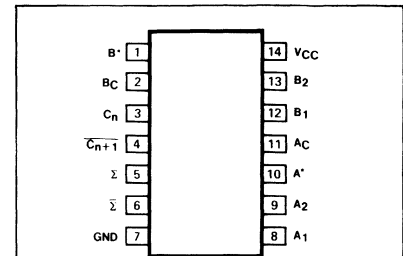 B* 1 14 VCC
BC 2 13 B2
Cn 3 12 B1
C̅n̅+̅1̅ 4 11 AC
Σ 5 10 A*
Σ̅ 6 9 A2
GND 7 8 A1